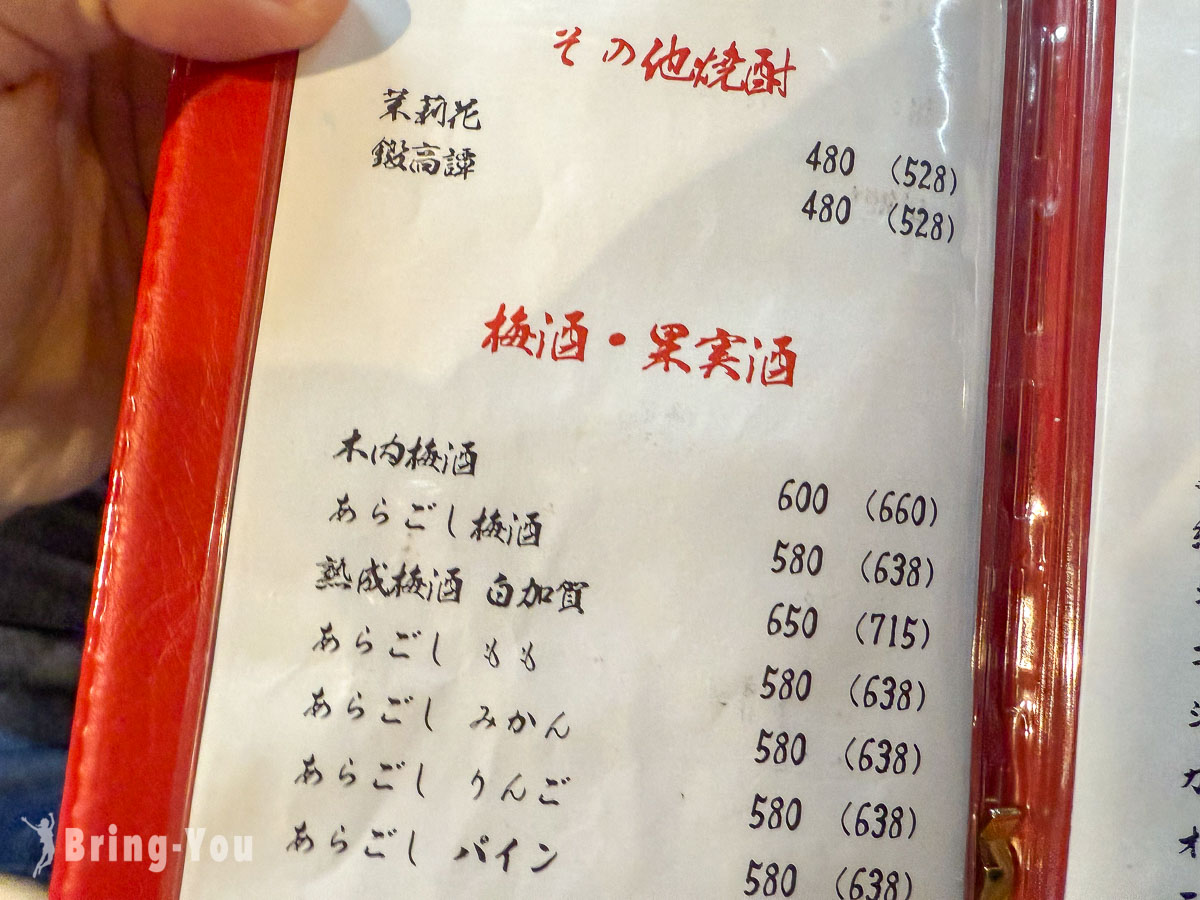 その他焼酎
茉莉花 480 (528)
鍛高譚 480 (528)
梅酒・果実酒
木内梅酒 600 (660)
あらごし梅酒 580 (638)
熟成梅酒 白加賀 650 (715)
あらごし もも 580 (638)
あらごし みかん 580 (638)
あらごし りんご 580 (638)
あらごし パイン 580 (638)
Bring-You